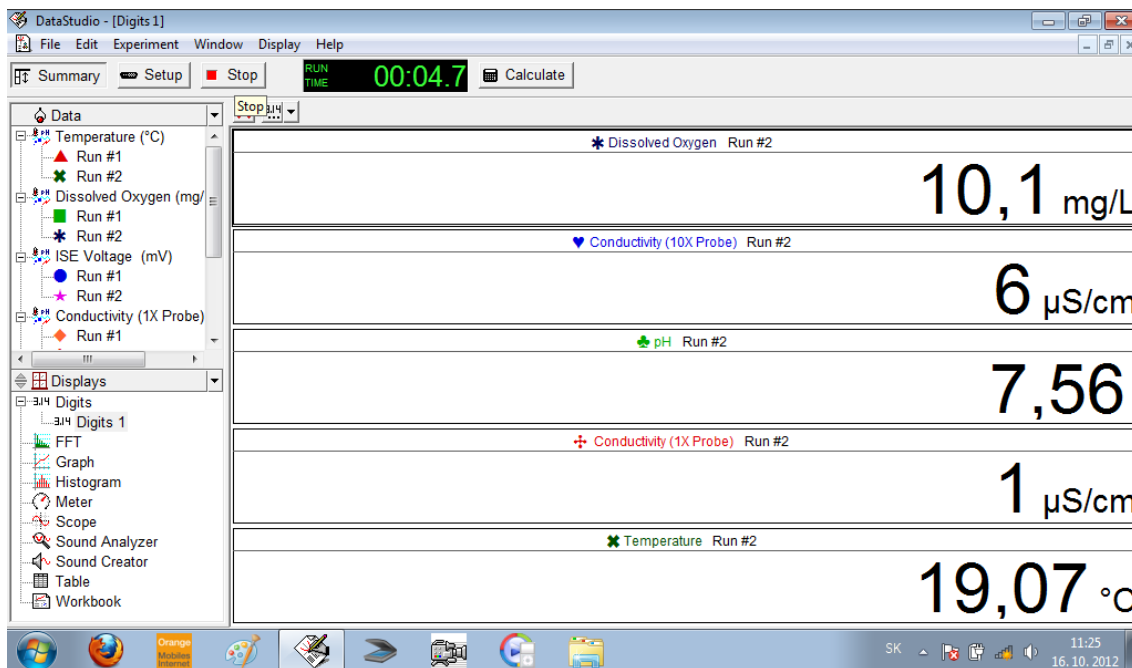 DataStudio - [Digits 1]
File Edit Experiment Window Display Help
Summary Setup Stop RUN TIME 00:04.7 Calculate
Stop
Data
Temperature (°C)
Run #1
Run #2
Dissolved Oxygen (mg/
Run #1
Run #2
ISE Voltage (mV)
Run #1
Run #2
Conductivity (1X Probe)
Run #1
Displays
3.14 Digits
3.14 Digits 1
FFT
Graph
Histogram
Meter
Scope
Sound Analyzer
Sound Creator
Table
Workbook
Dissolved Oxygen Run #2
10,1 mg/L
Conductivity (10X Probe) Run #2
6 µS/cm
pH Run #2
7,56
Conductivity (1X Probe) Run #2
1 µS/cm
Temperature Run #2
19,07 °C
Orange
Mobiles
Internet
SK
11:25
16. 10. 2012